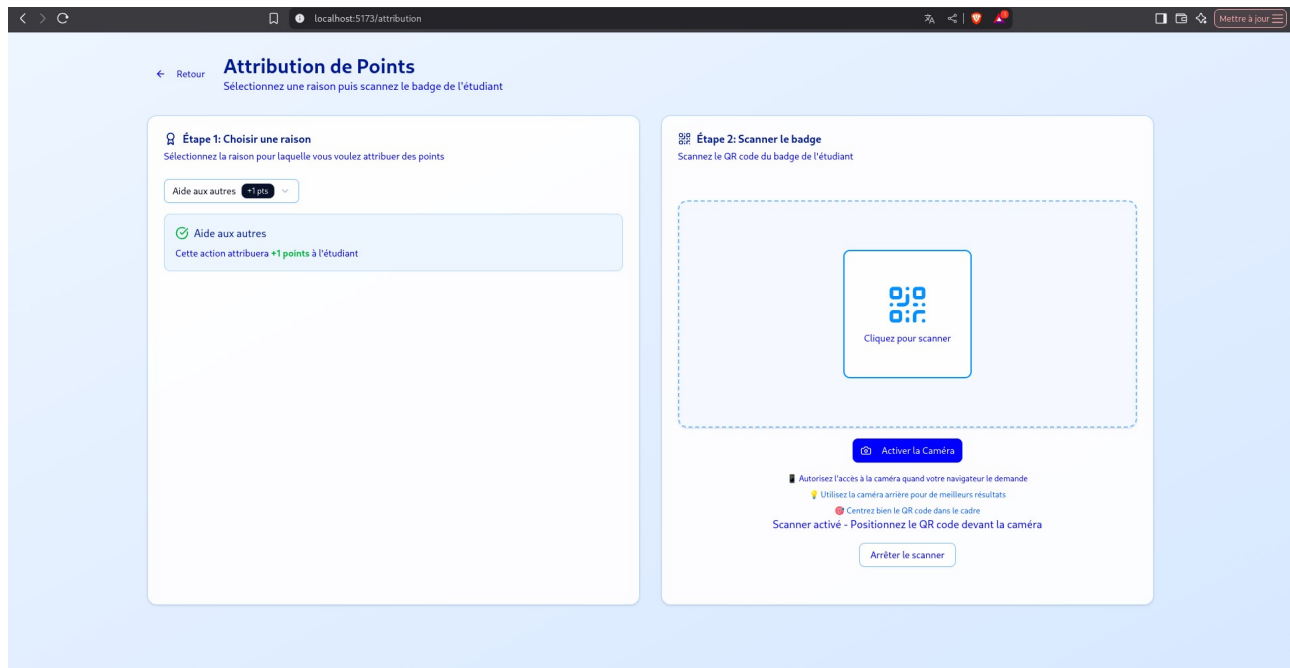 localhost:5173/attribution
Mettre à jour
Retour
Attribution de Points
Sélectionnez une raison puis scannez le badge de l'étudiant
Étape 1: Choisir une raison
Sélectionnez la raison pour laquelle vous voulez attribuer des points
Aide aux autres +1 pts
Aide aux autres
Cette action attribuera +1 points à l'étudiant
Étape 2: Scanner le badge
Scannez le QR code du badge de l'étudiant
Cliquez pour scanner
Activer la Caméra
📱 Autorisez l'accès à la caméra quand votre navigateur le demande
💡 Utilisez la caméra arrière pour de meilleurs résultats
🎯 Centrez bien le QR code dans le cadre
Scanner activé - Positionnez le QR code devant la caméra
Arrêter le scanner